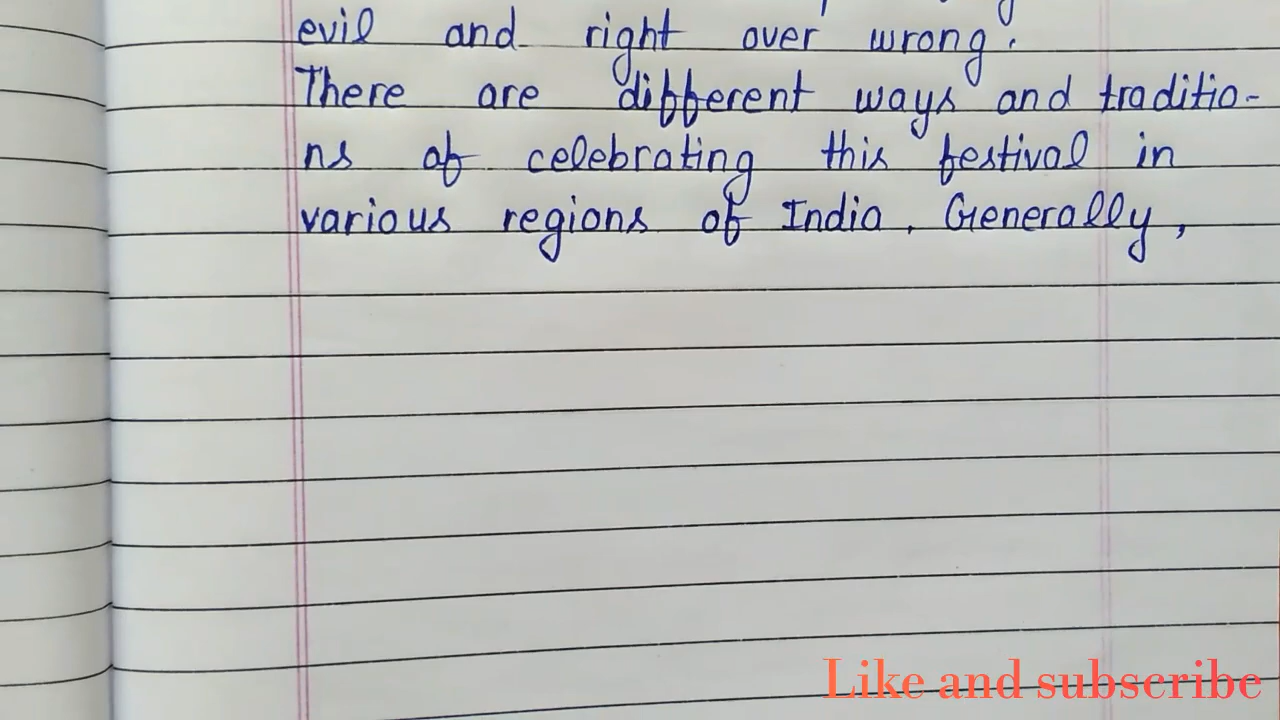 evil and right over wrong.
There are different ways and traditio-
ns of celebrating this festival in
various regions of India. Generally,
Like and subscribe